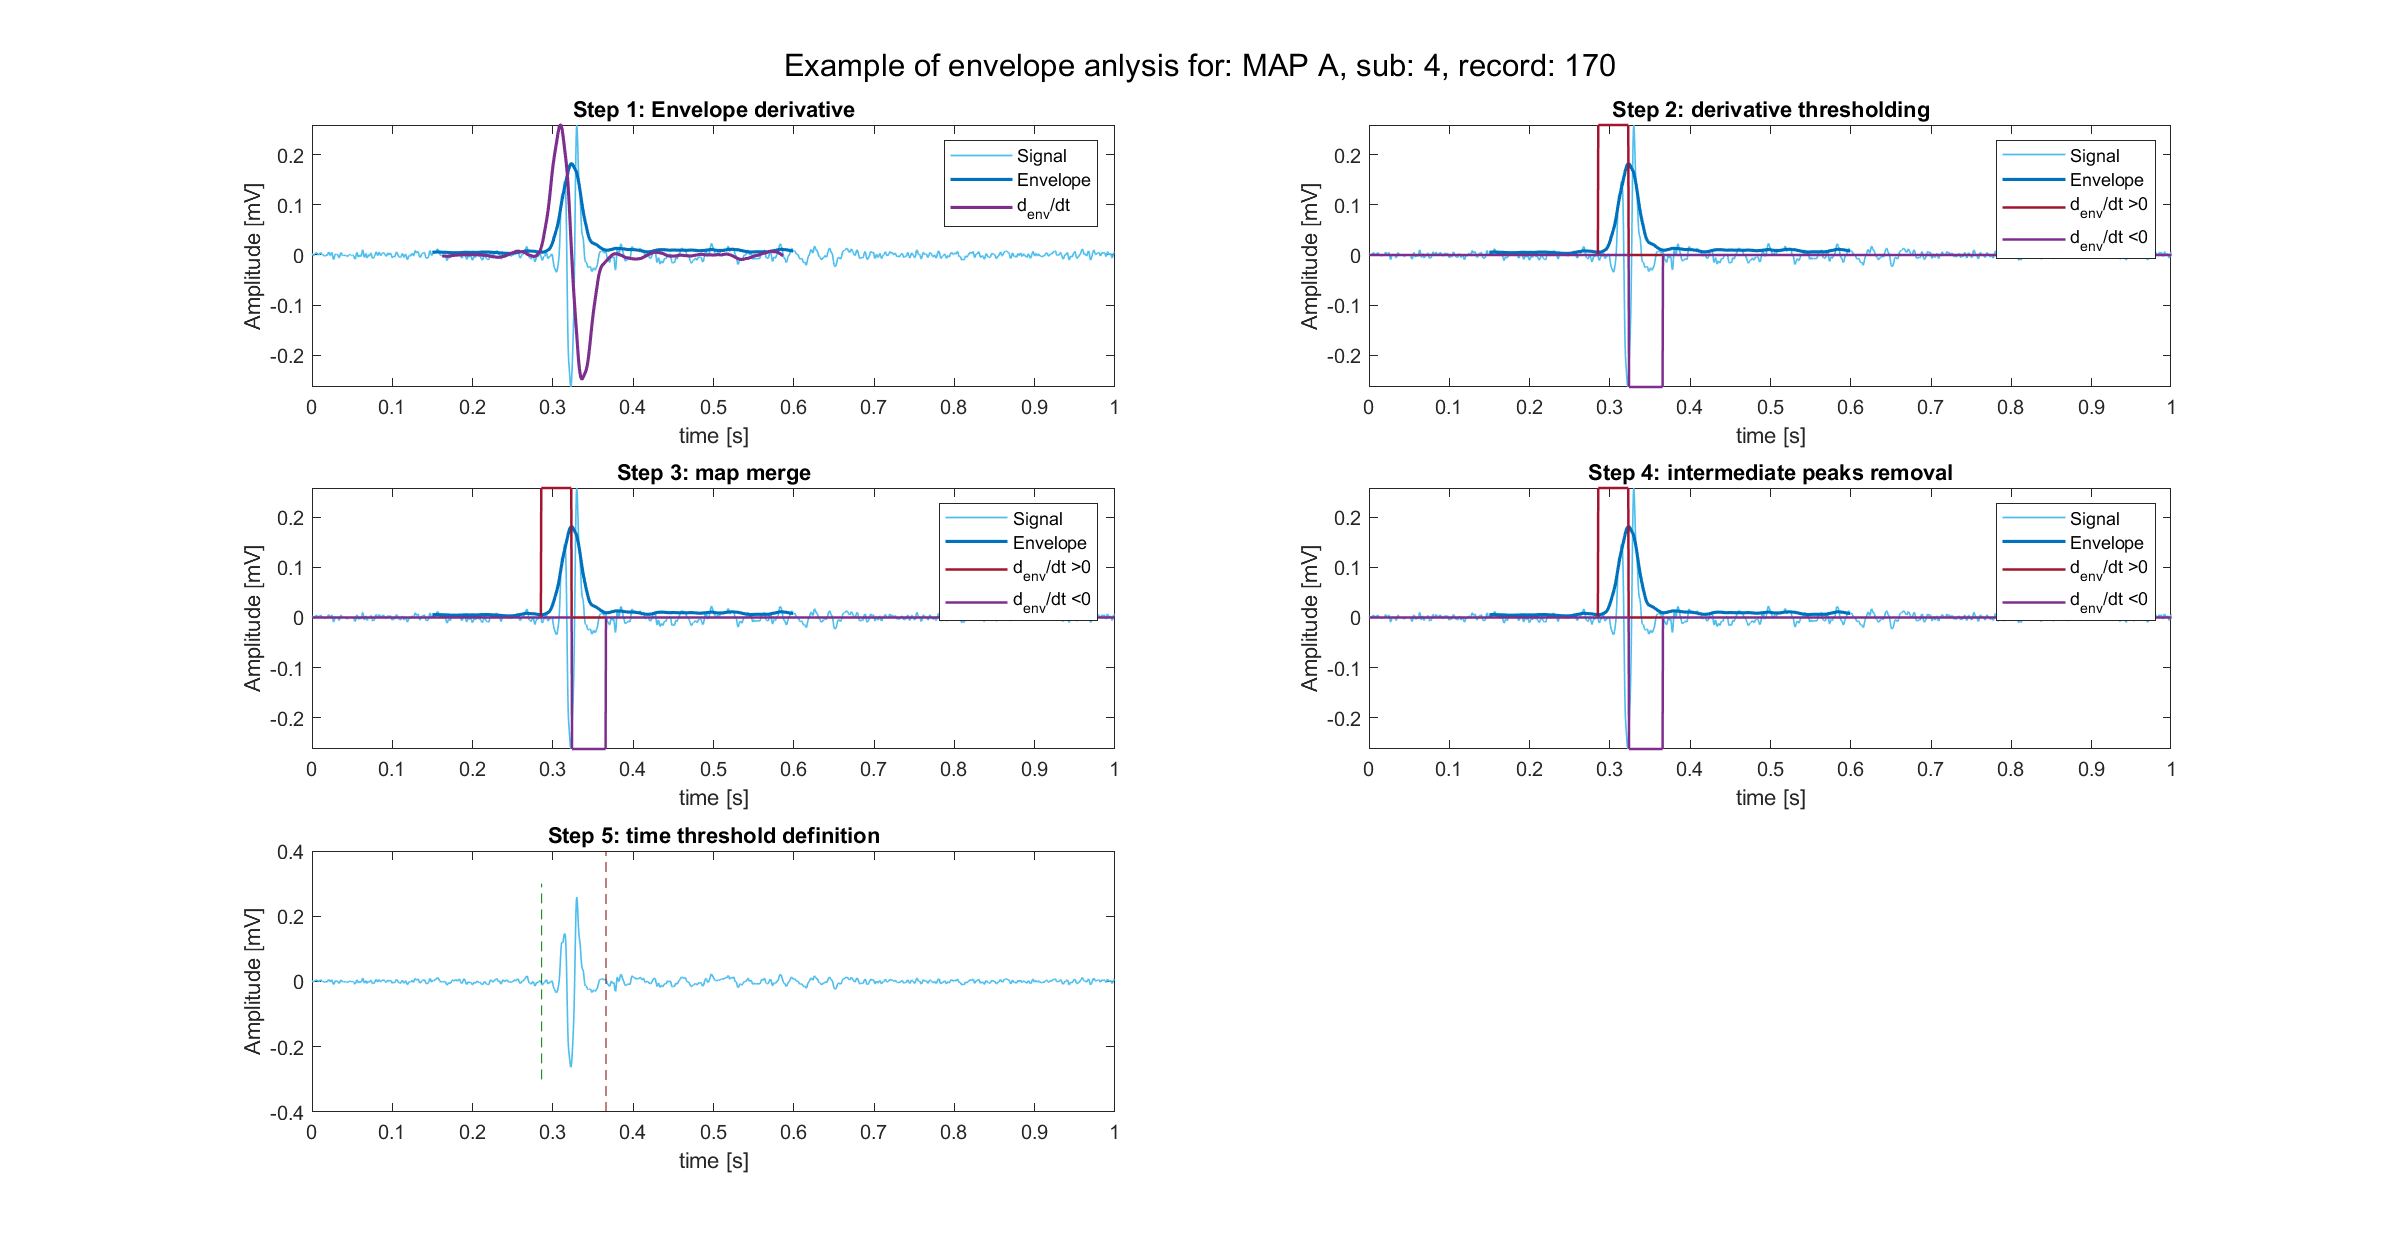 Example of envelope anlysis for: MAP A, sub: 4, record: 170
Step 1: Envelope derivative
Amplitude [mV]
0.2
0.1
0
-0.1
-0.2
Signal
Envelope
d_env/dt
0 0.1 0.2 0.3 0.4 0.5 0.6 0.7 0.8 0.9 1
time [s]
Step 2: derivative thresholding
Amplitude [mV]
0.2
0.1
0
-0.1
-0.2
Signal
Envelope
d_env/dt >0
d_env/dt <0
0 0.1 0.2 0.3 0.4 0.5 0.6 0.7 0.8 0.9 1
time [s]
Step 3: map merge
Amplitude [mV]
0.2
0.1
0
-0.1
-0.2
Signal
Envelope
d_env/dt >0
d_env/dt <0
0 0.1 0.2 0.3 0.4 0.5 0.6 0.7 0.8 0.9 1
time [s]
Step 4: intermediate peaks removal
Amplitude [mV]
0.2
0.1
0
-0.1
-0.2
Signal
Envelope
d_env/dt >0
d_env/dt <0
0 0.1 0.2 0.3 0.4 0.5 0.6 0.7 0.8 0.9 1
time [s]
Step 5: time threshold definition
Amplitude [mV]
0.4
0.2
0
-0.2
-0.4
0 0.1 0.2 0.3 0.4 0.5 0.6 0.7 0.8 0.9 1
time [s]